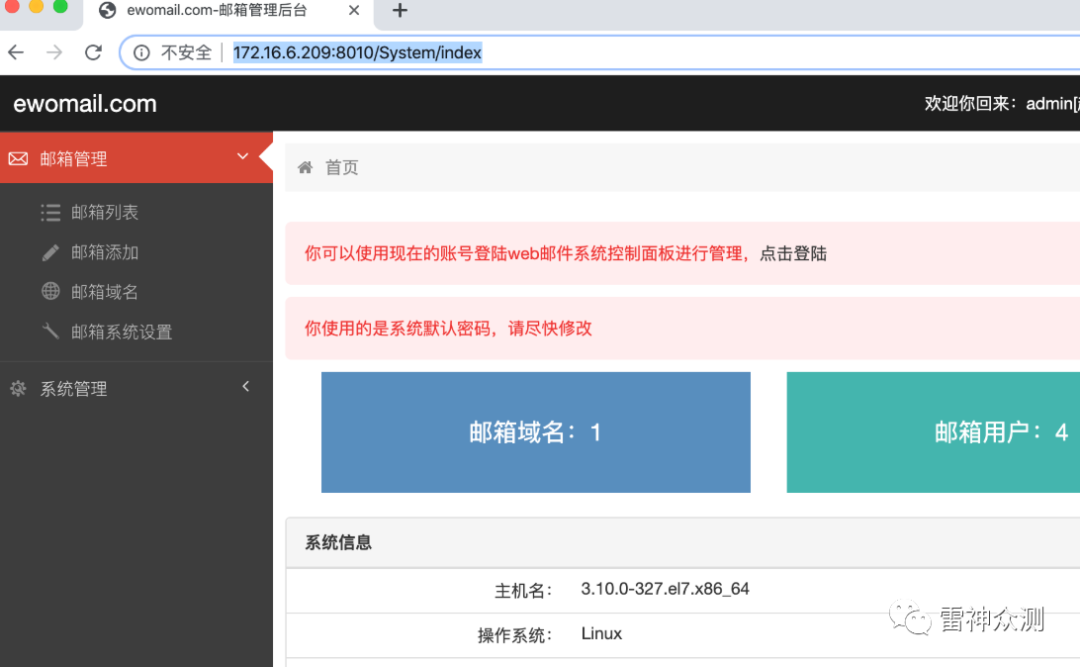 ewomail.com-邮箱管理后台
不安全 172.16.6.209:8010/System/index
ewomail.com
欢迎你回来：admin[
邮箱管理
首页
邮箱列表
邮箱添加
邮箱域名
邮箱系统设置
系统管理
你可以使用现在的账号登陆web邮件系统控制面板进行管理，点击登陆
你使用的是系统默认密码，请尽快修改
邮箱域名：1
邮箱用户：4
系统信息
主机名： 3.10.0-327.el7.x86_64
操作系统： Linux
雷神众测